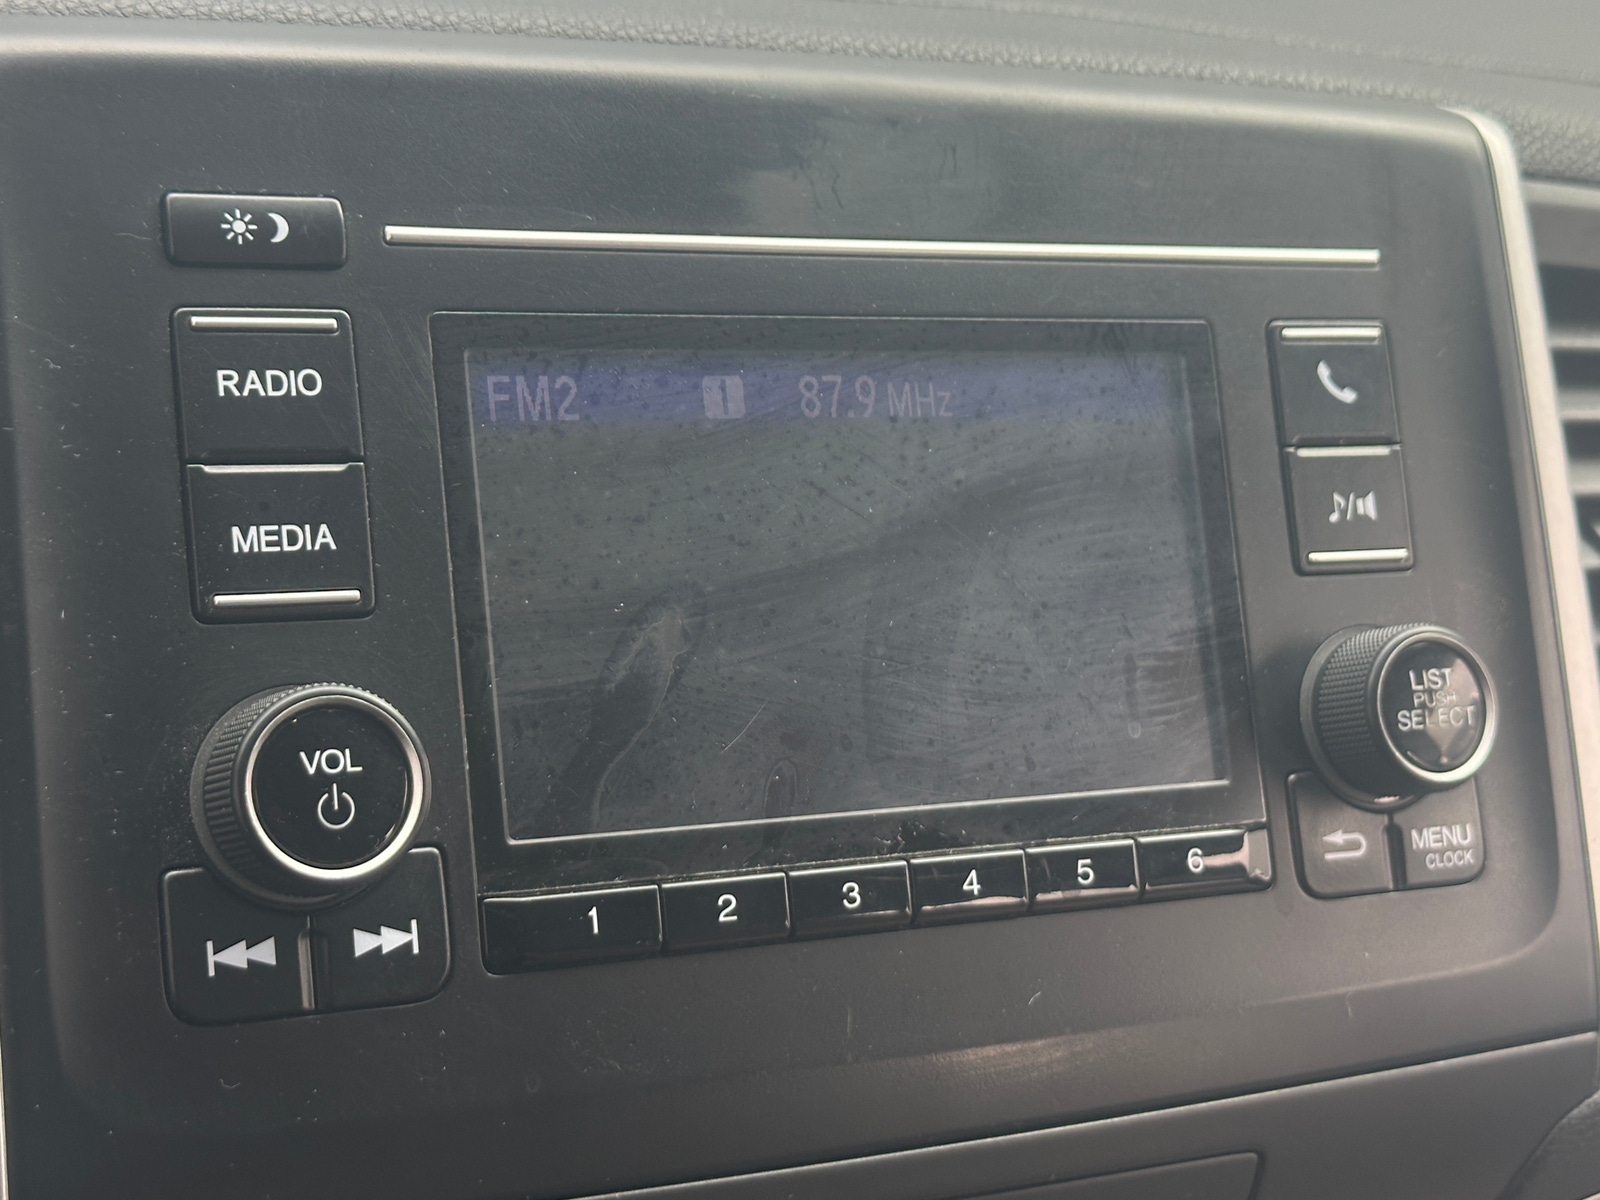 RADIO
FM2 1 87.9 MHz
MEDIA
LIST
PUSH
SELECT
VOL
MENU
CLOCK
1 2 3 4 5 6